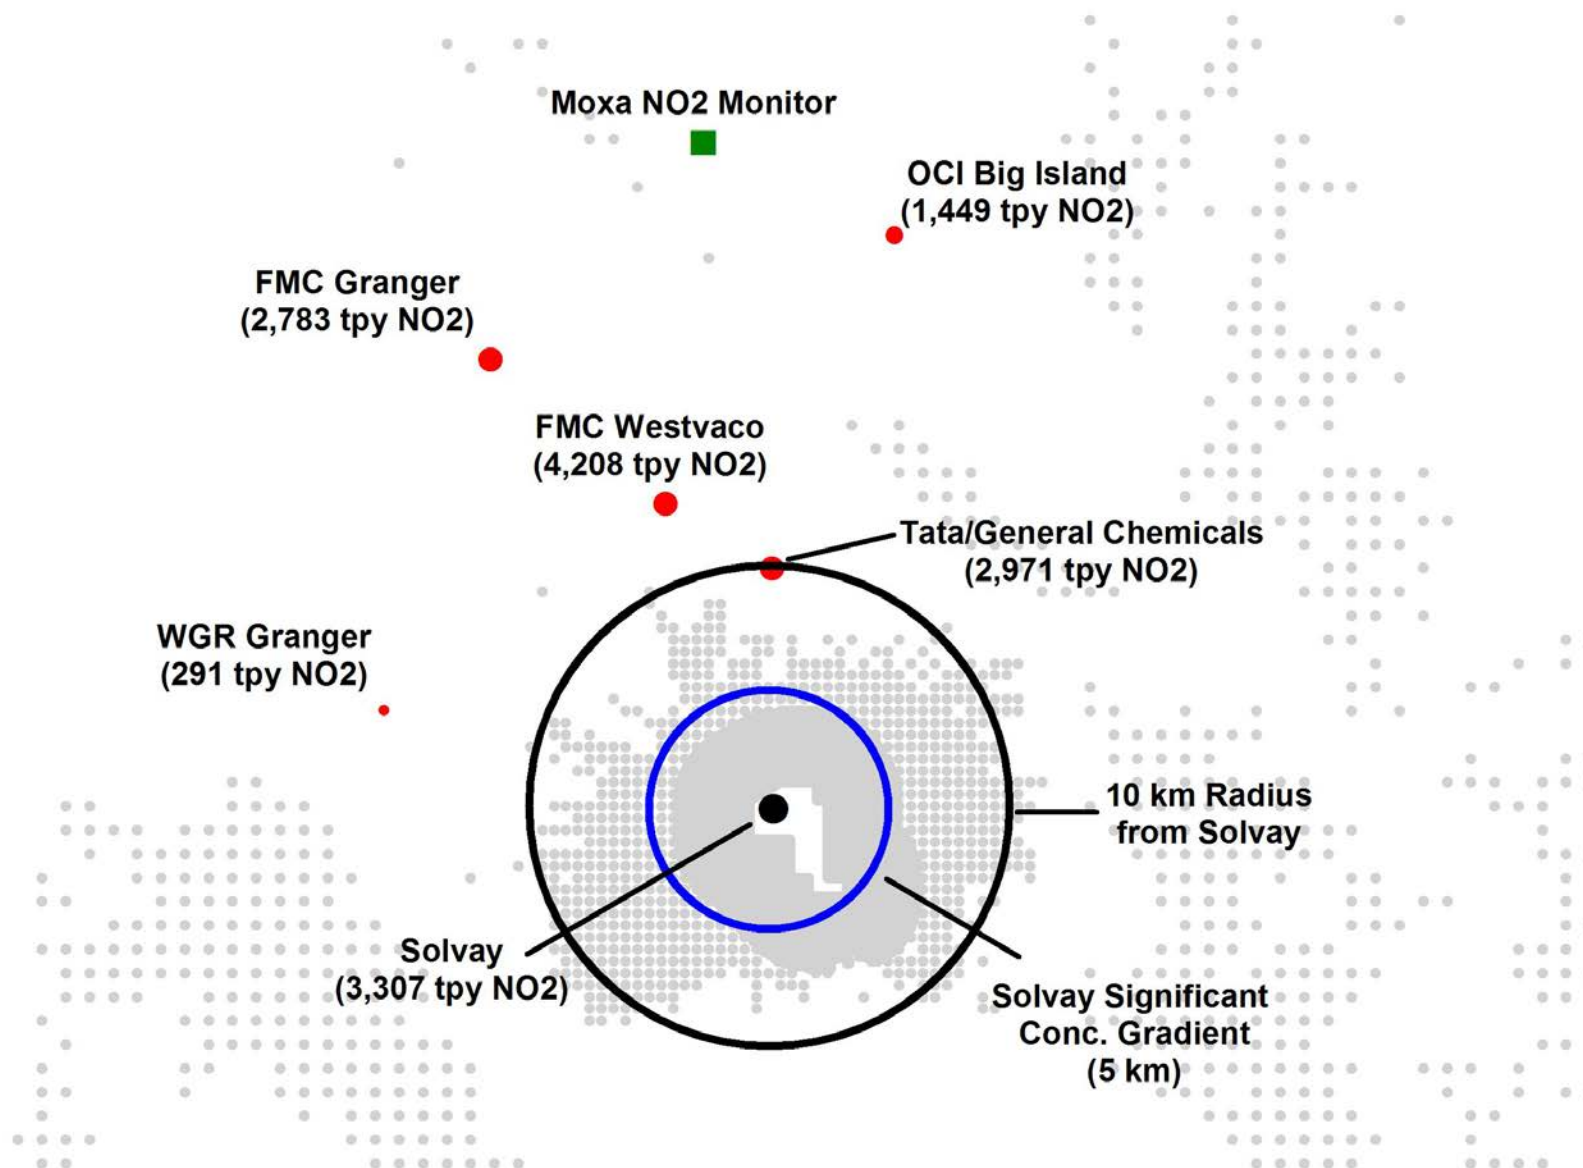 Moxa NO2 Monitor
OCI Big Island
(1,449 tpy NO2)
FMC Granger
(2,783 tpy NO2)
FMC Westvaco
(4,208 tpy NO2)
Tata/General Chemicals
(2,971 tpy NO2)
WGR Granger
(291 tpy NO2)
10 km Radius
from Solvay
Solvay
(3,307 tpy NO2)
Solvay Significant
Conc. Gradient
(5 km)